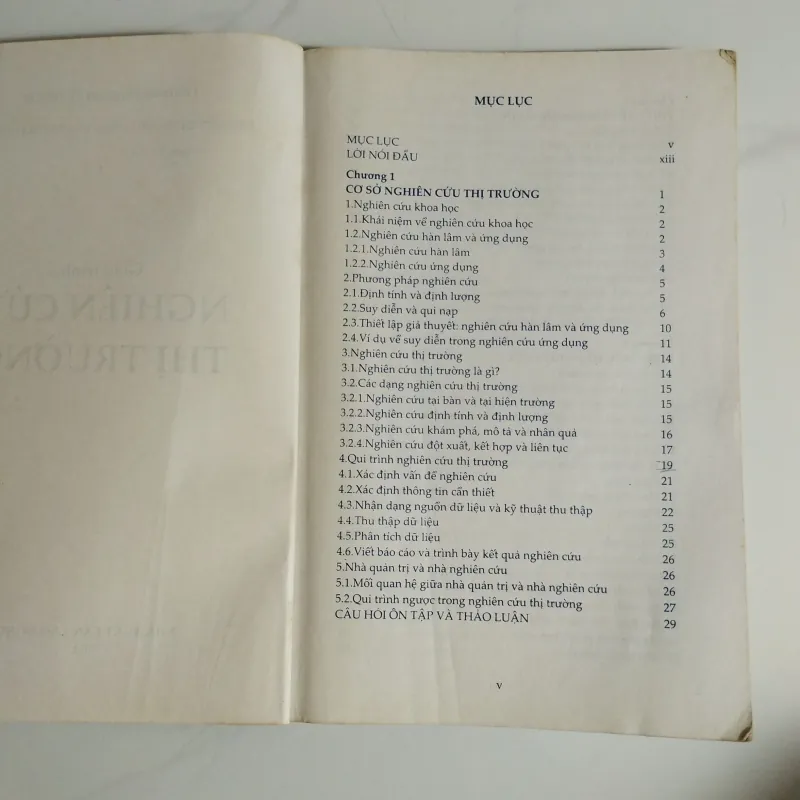 MỤC LỤC
MỤC LỤC v
LỜI NÓI ĐẦU xiii
Chương 1
CƠ SỞ NGHIÊN CỨU THỊ TRƯỜNG 1
1.Nghiên cứu khoa học 2
1.1.Khái niệm về nghiên cứu khoa học 2
1.2.Nghiên cứu hàn lâm và ứng dụng 2
1.2.1.Nghiên cứu hàn lâm 3
1.2.2.Nghiên cứu ứng dụng 4
2.Phương pháp nghiên cứu 5
2.1.Định tính và định lượng 5
2.2.Suy diễn và qui nạp 6
2.3.Thiết lập giả thuyết: nghiên cứu hàn lâm và ứng dụng 10
2.4.Ví dụ về suy diễn trong nghiên cứu ứng dụng 11
3.Nghiên cứu thị trường 14
3.1.Nghiên cứu thị trường là gì? 14
3.2.Các dạng nghiên cứu thị trường 15
3.2.1.Nghiên cứu tại bàn và tại hiện trường 15
3.2.2.Nghiên cứu định tính và định lượng 15
3.2.3.Nghiên cứu khám phá, mô tả và nhân quả 16
3.2.4.Nghiên cứu đột xuất, kết hợp và liên tục 17
4.Qui trình nghiên cứu thị trường 19
4.1.Xác định vấn đề nghiên cứu 21
4.2.Xác định thông tin cần thiết 21
4.3.Nhận dạng nguồn dữ liệu và kỹ thuật thu thập 22
4.4.Thu thập dữ liệu 25
4.5.Phân tích dữ liệu 25
4.6.Viết báo cáo và trình bày kết quả nghiên cứu 26
5.Nhà quản trị và nhà nghiên cứu 26
5.1.Mối quan hệ giữa nhà quản trị và nhà nghiên cứu 26
5.2.Qui trình ngược trong nghiên cứu thị trường 27
CÂU HỎI ÔN TẬP VÀ THẢO LUẬN 29
v